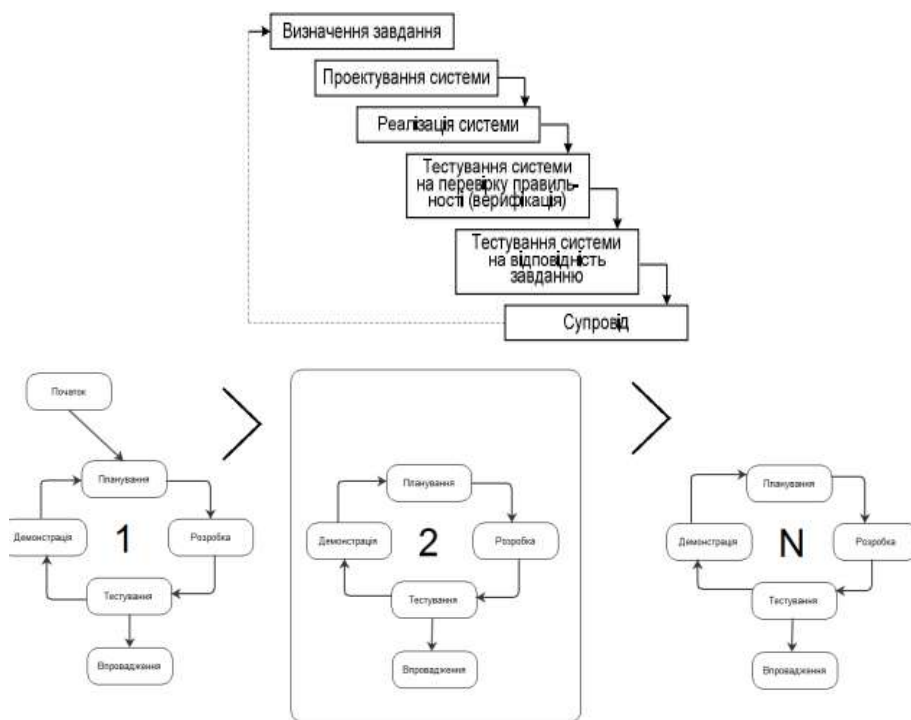 Визначення завдання
Проектування системи
Реалізація системи
Тестування системи
на перевірку правиль-
ності (верифікація)
Тестування системи
на відповідність
завданню
Супровід
Початок
Планування
Демонстрація
1
Розробка
Тестування
Впровадження
Планування
Демонстрація
2
Розробка
Тестування
Впровадження
Планування
Демонстрація
N
Розробка
Тестування
Впровадження